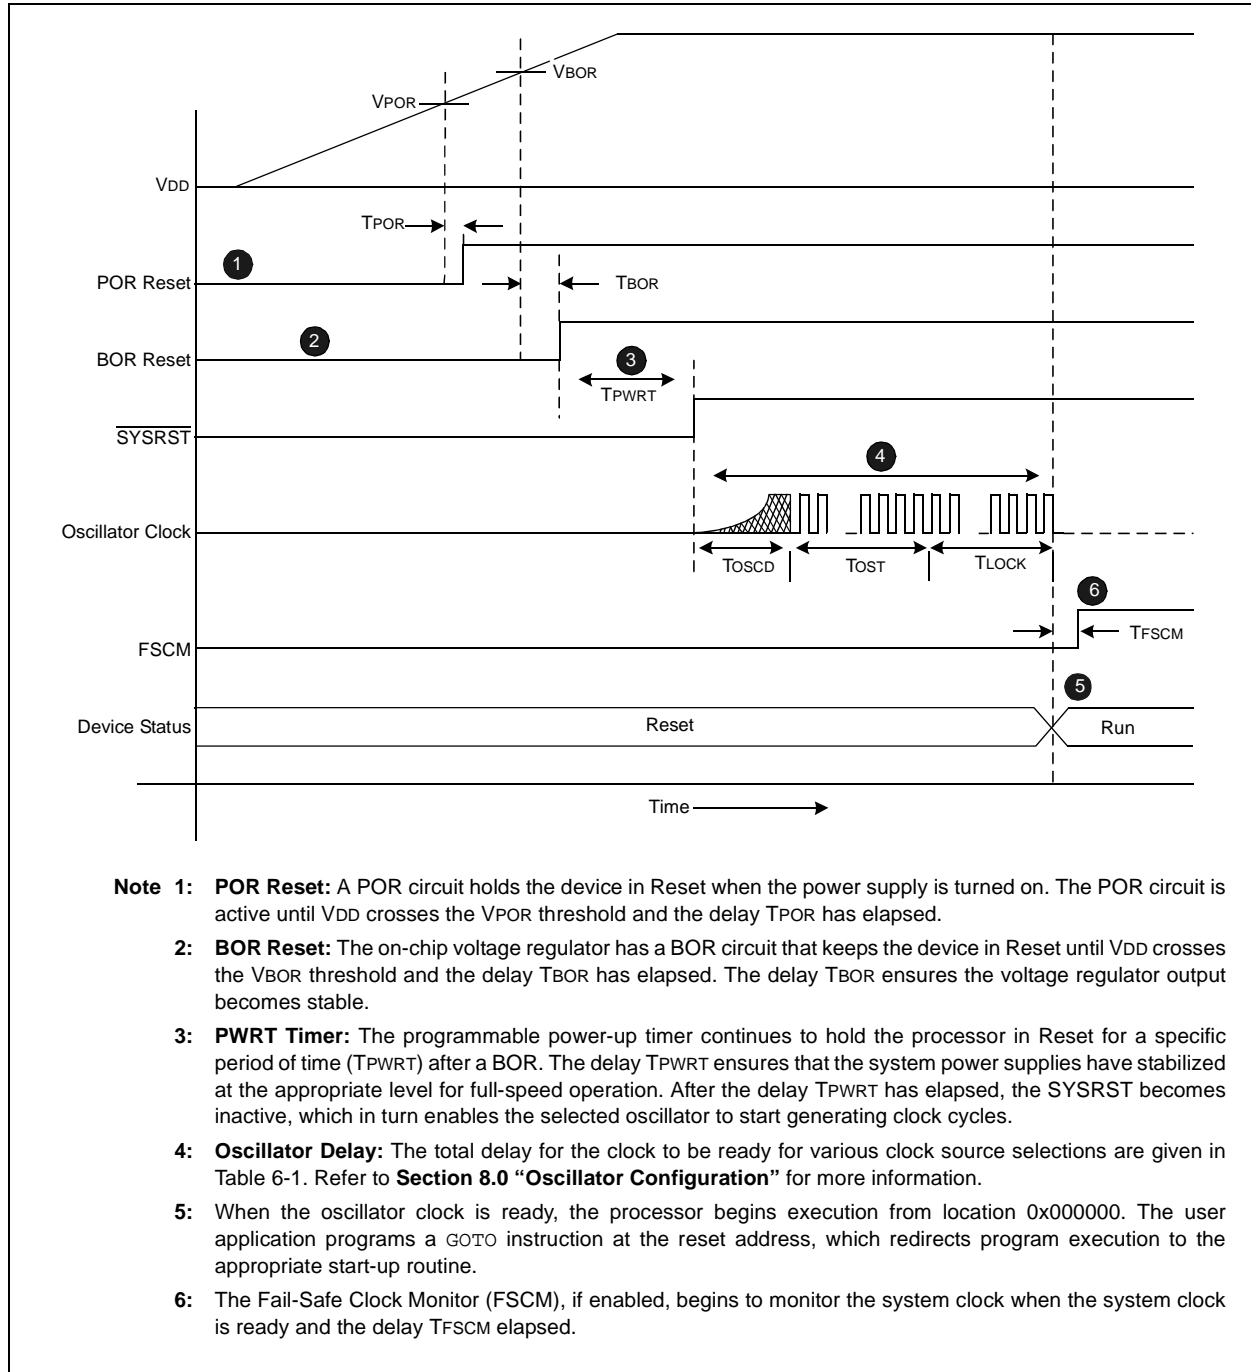 VBOR
VPOR
VDD
TPOR
1
POR Reset
TBOR
2
BOR Reset
3
TPWRT
SYSRST
4
Oscillator Clock
TOSCD TOST TLOCK
6
TFSCM
FSCM
5
Device Status Reset Run
Time
Note 1: POR Reset: A POR circuit holds the device in Reset when the power supply is turned on. The POR circuit is
active until VDD crosses the VPOR threshold and the delay TPOR has elapsed.
2: BOR Reset: The on-chip voltage regulator has a BOR circuit that keeps the device in Reset until VDD crosses
the VBOR threshold and the delay TBOR has elapsed. The delay TBOR ensures the voltage regulator output
becomes stable.
3: PWRT Timer: The programmable power-up timer continues to hold the processor in Reset for a specific
period of time (TPWRT) after a BOR. The delay TPWRT ensures that the system power supplies have stabilized
at the appropriate level for full-speed operation. After the delay TPWRT has elapsed, the SYSRST becomes
inactive, which in turn enables the selected oscillator to start generating clock cycles.
4: Oscillator Delay: The total delay for the clock to be ready for various clock source selections are given in
Table 6-1. Refer to Section 8.0 “Oscillator Configuration” for more information.
5: When the oscillator clock is ready, the processor begins execution from location 0x000000. The user
application programs a GOTO instruction at the reset address, which redirects program execution to the
appropriate start-up routine.
6: The Fail-Safe Clock Monitor (FSCM), if enabled, begins to monitor the system clock when the system clock
is ready and the delay TFSCM elapsed.